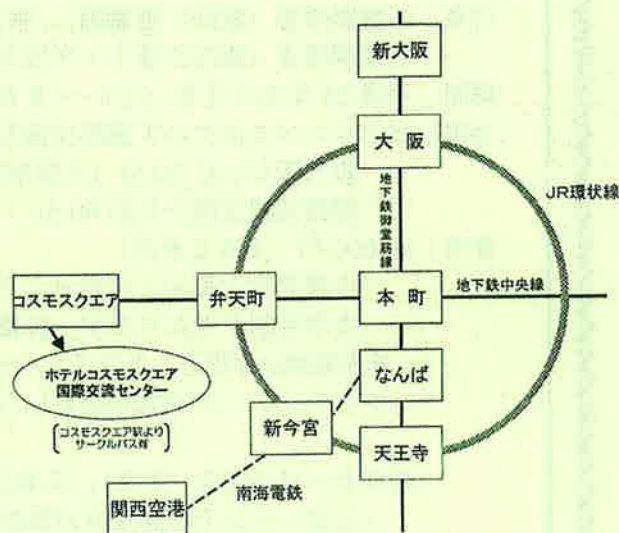 新大阪
大阪
地下鉄御堂筋線
JR環状線
コスモスクエア
弁天町
本町
地下鉄中央線
ホテルコスモスクエア
国際交流センター
なんば
コスモスクエア駅より
サークルバス有
新今宮
天王寺
南海電鉄
関西空港